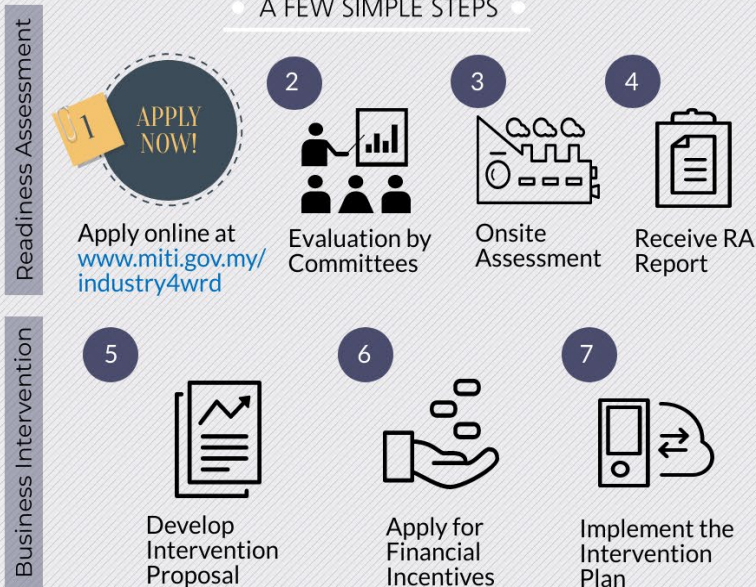 A FEW SIMPLE STEPS
Readiness Assessment
1
APPLY
NOW!
Apply online at
www.miti.gov.my/
industry4wrd
2
Evaluation by
Committees
3
Onsite
Assessment
4
Receive RA
Report
Business Intervention
5
Develop
Intervention
Proposal
6
Apply for
Financial
Incentives
7
Implement the
Intervention
Plan